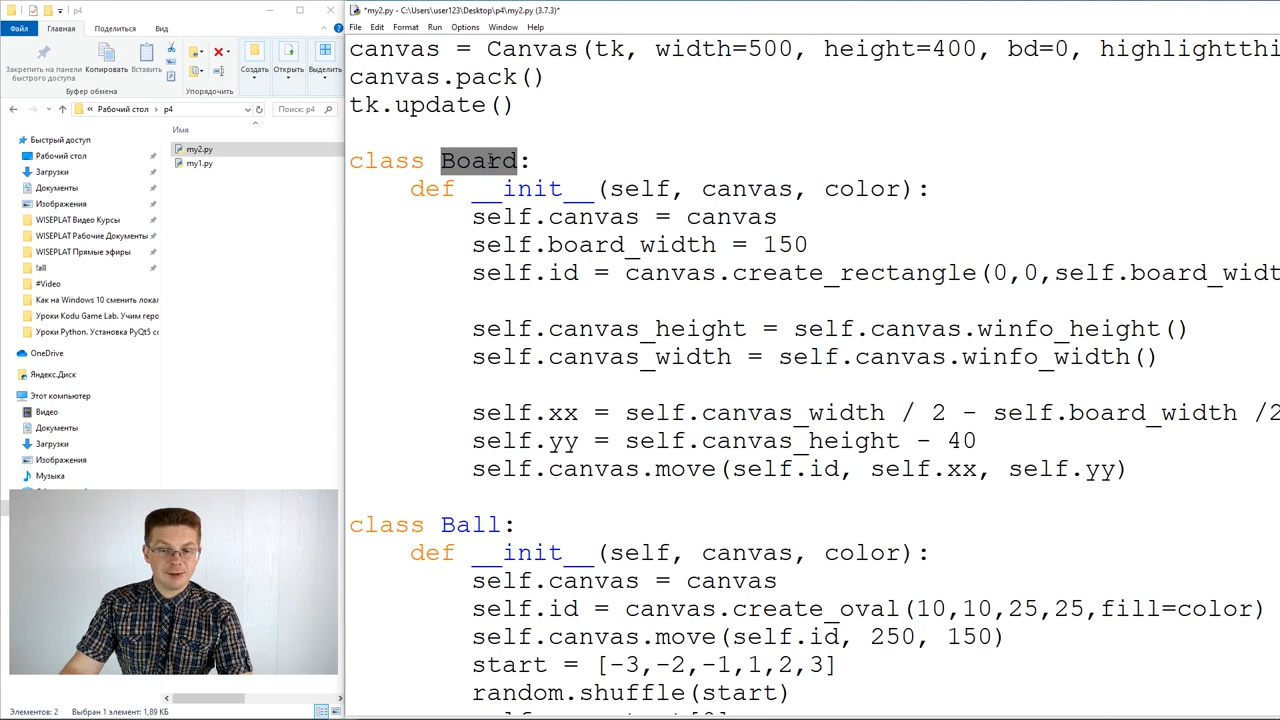 p4
Файл
Главная
Поделиться
Вид
Закрепить на панели
быстрого доступа
Копировать
Вставить
Создать
Открыть
Выделить
Буфер обмена
Упорядочить
Рабочий стол
p4
Поиск: p4
Имя
my2.py
my1.py
Быстрый доступ
Рабочий стол
Загрузки
Документы
Изображения
WISEPLAT Видео Курсы
WISEPLAT Рабочие Документы
WISEPLAT Прямые эфиры
!all
#Video
Как на Windows 10 сменить локал
Уроки Kodu Game Lab. Учим геро
Уроки Python. Установка PyQt5 со
OneDrive
Яндекс.Диск
Этот компьютер
Видео
Документы
Загрузки
Изображения
Музыка
Элементов: 2
Выбран 1 элемент: 1,89 КБ
*my2.py - C:\Users\user123\Desktop\p4\my2.py (3.7.3)*
File Edit Format Run Options Window Help
canvas = Canvas(tk, width=500, height=400, bd=0, highlightthi
canvas.pack()
tk.update()
class Board:
def __init__(self, canvas, color):
self.canvas = canvas
self.board_width = 150
self.id = canvas.create_rectangle(0,0,self.board_widt
self.canvas_height = self.canvas.winfo_height()
self.canvas_width = self.canvas.winfo_width()
self.xx = self.canvas_width / 2 - self.board_width /2
self.yy = self.canvas_height - 40
self.canvas.move(self.id, self.xx, self.yy)
class Ball:
def __init__(self, canvas, color):
self.canvas = canvas
self.id = canvas.create_oval(10,10,25,25,fill=color)
self.canvas.move(self.id, 250, 150)
start = [-3,-2,-1,1,2,3]
random.shuffle(start)